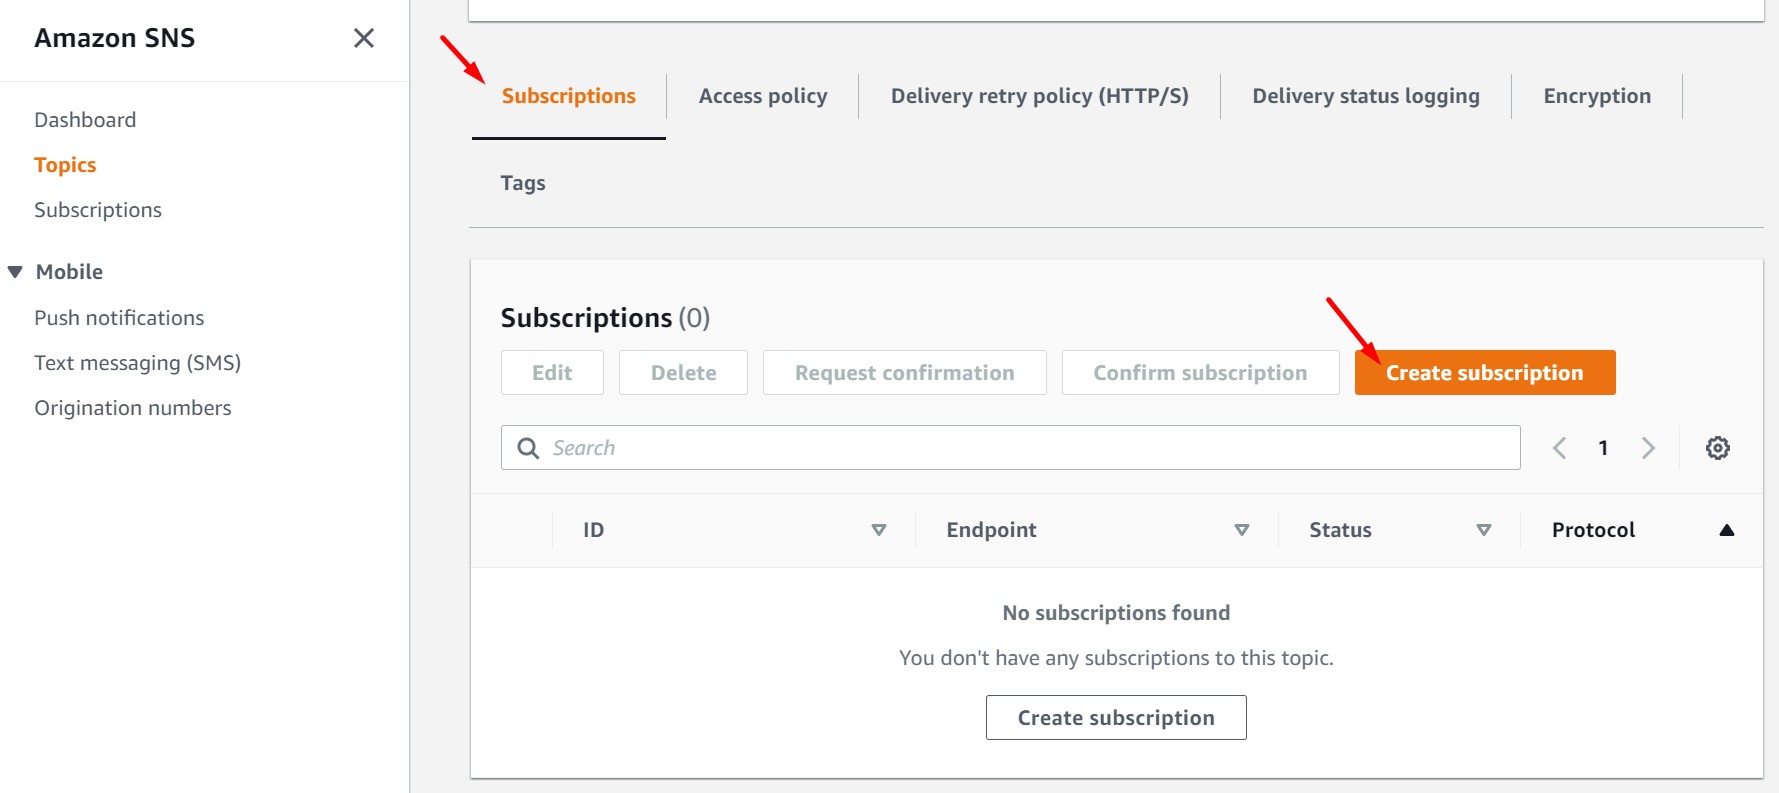 Amazon SNS
Dashboard
Topics
Subscriptions
Mobile
Push notifications
Text messaging (SMS)
Origination numbers
Subscriptions
Access policy
Delivery retry policy (HTTP/S)
Delivery status logging
Encryption
Tags
Subscriptions (0)
Edit
Delete
Request confirmation
Confirm subscription
Create subscription
Search
1
ID
Endpoint
Status
Protocol
No subscriptions found
You don't have any subscriptions to this topic.
Create subscription